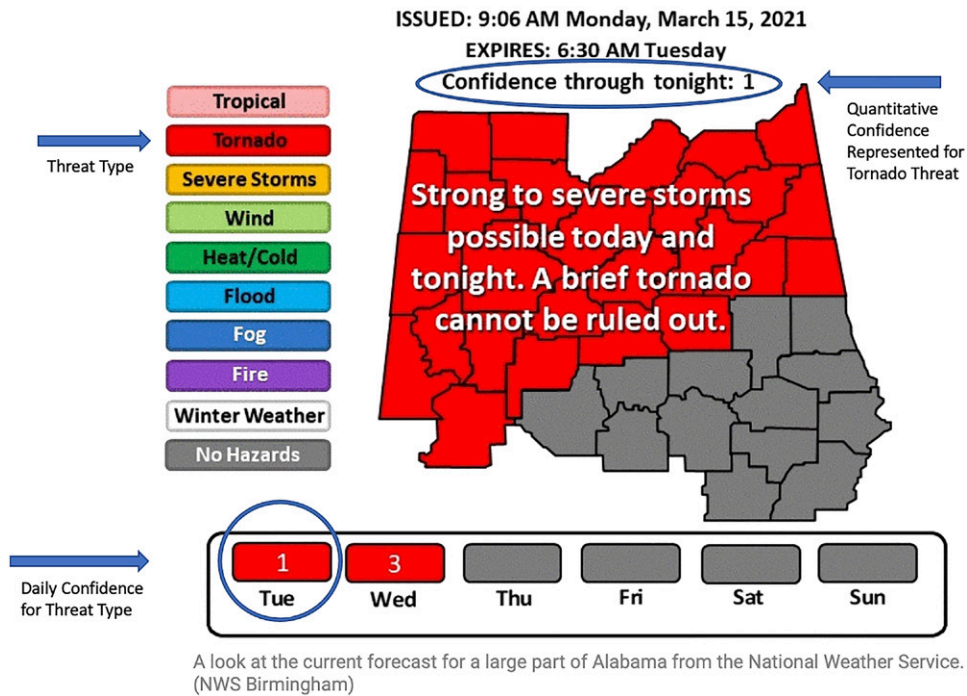 ISSUED: 9:06 AM Monday, March 15, 2021
EXPIRES: 6:30 AM Tuesday
Confidence through tonight: 1
Quantitative
Confidence
Represented for
Tornado Threat
Threat Type
Tropical
Tornado
Severe Storms
Wind
Heat/Cold
Flood
Fog
Fire
Winter Weather
No Hazards
Strong to severe storms
possible today and
tonight. A brief tornado
cannot be ruled out.
Daily Confidence
for Threat Type
1 3
Tue Wed Thu Fri Sat Sun
A look at the current forecast for a large part of Alabama from the National Weather Service.
(NWS Birmingham)